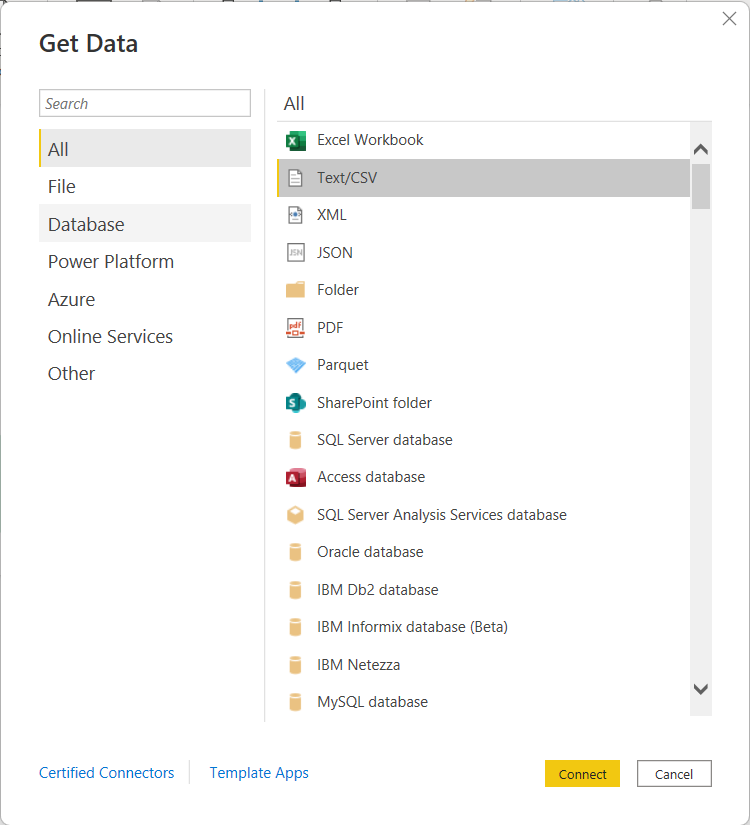 Get Data
Search
All
File
Database
Power Platform
Azure
Online Services
Other
All
Excel Workbook
Text/CSV
XML
JSON
Folder
PDF
Parquet
SharePoint folder
SQL Server database
Access database
SQL Server Analysis Services database
Oracle database
IBM Db2 database
IBM Informix database (Beta)
IBM Netezza
MySQL database
Certified Connectors
Template Apps
Connect
Cancel